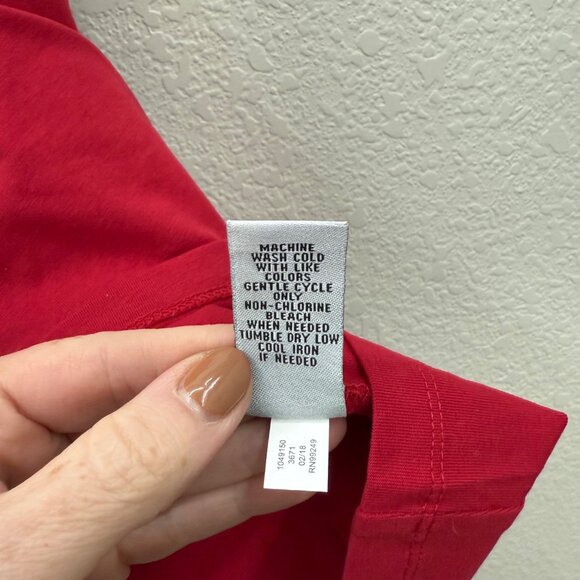 MACHINE
WASH COLD
WITH LIKE
COLORS
GENTLE CYCLE
ONLY
NON-CHLORINE
BLEACH
WHEN NEEDED
TUMBLE DRY LOW
COOL IRON
IF NEEDED
1049150
3671
02/18
RN99249